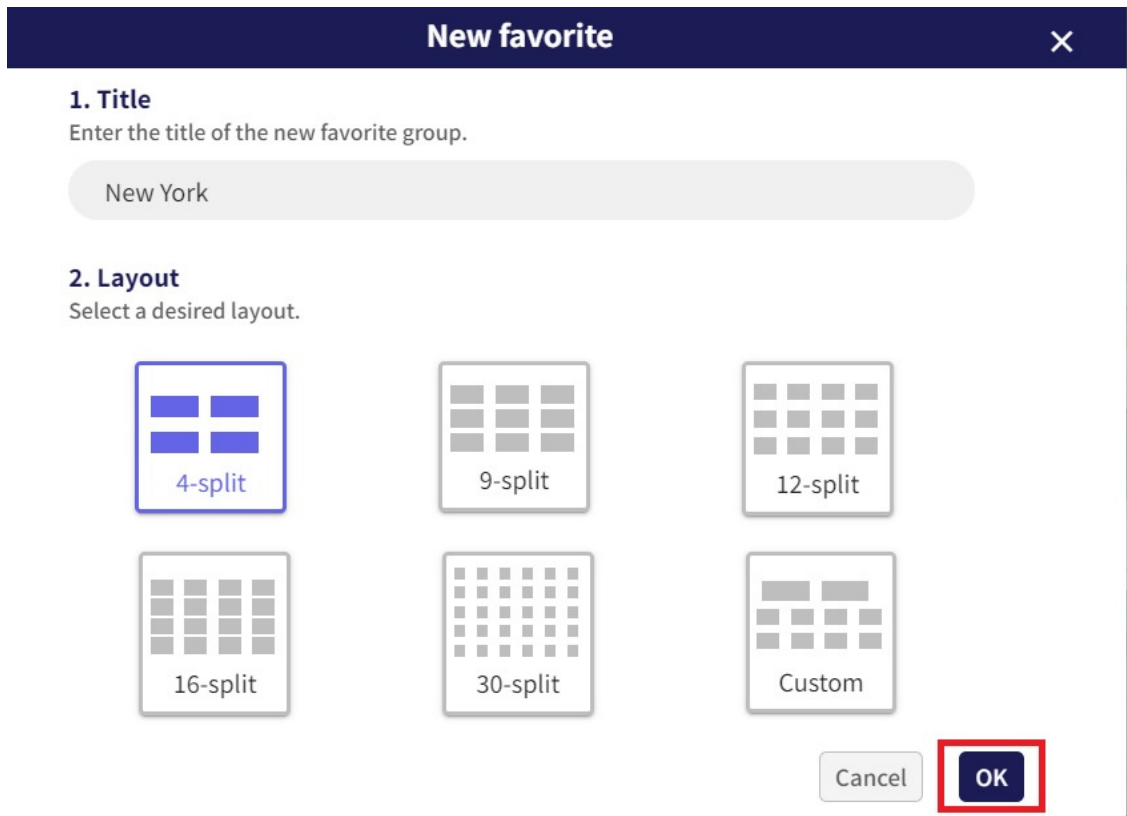 New favorite
1. Title
Enter the title of the new favorite group.
New York
2. Layout
Select a desired layout.
4-split
9-split
12-split
16-split
30-split
Custom
Cancel
OK